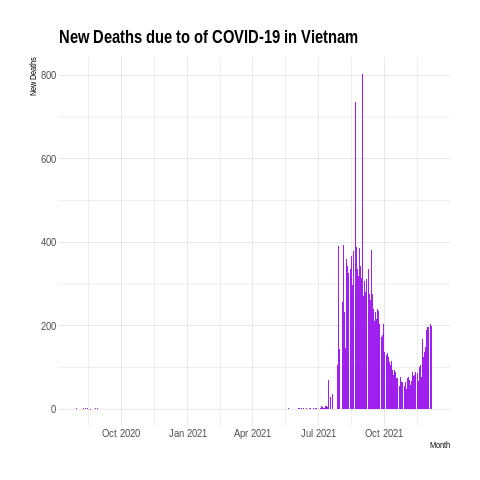 New Deaths due to of COVID-19 in Vietnam
New Deaths
800
600
400
200
0
Oct 2020
Jan 2021
Apr 2021
Jul 2021
Oct 2021
Month